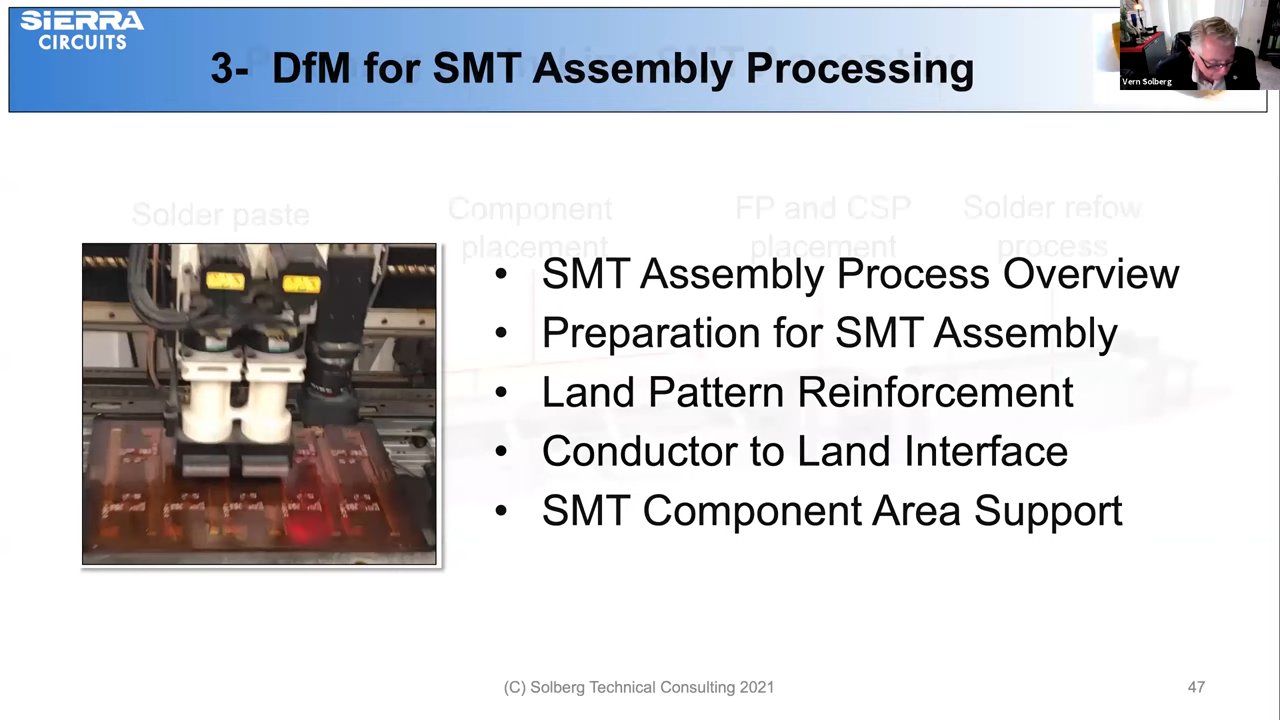 SIERRA
CIRCUITS
3- DfM for SMT Assembly Processing
Vern Solberg
Solder paste
Component
placement
FP and CSP
placement
Solder refow
process
• SMT Assembly Process Overview
• Preparation for SMT Assembly
• Land Pattern Reinforcement
• Conductor to Land Interface
• SMT Component Area Support
(C) Solberg Technical Consulting 2021
47